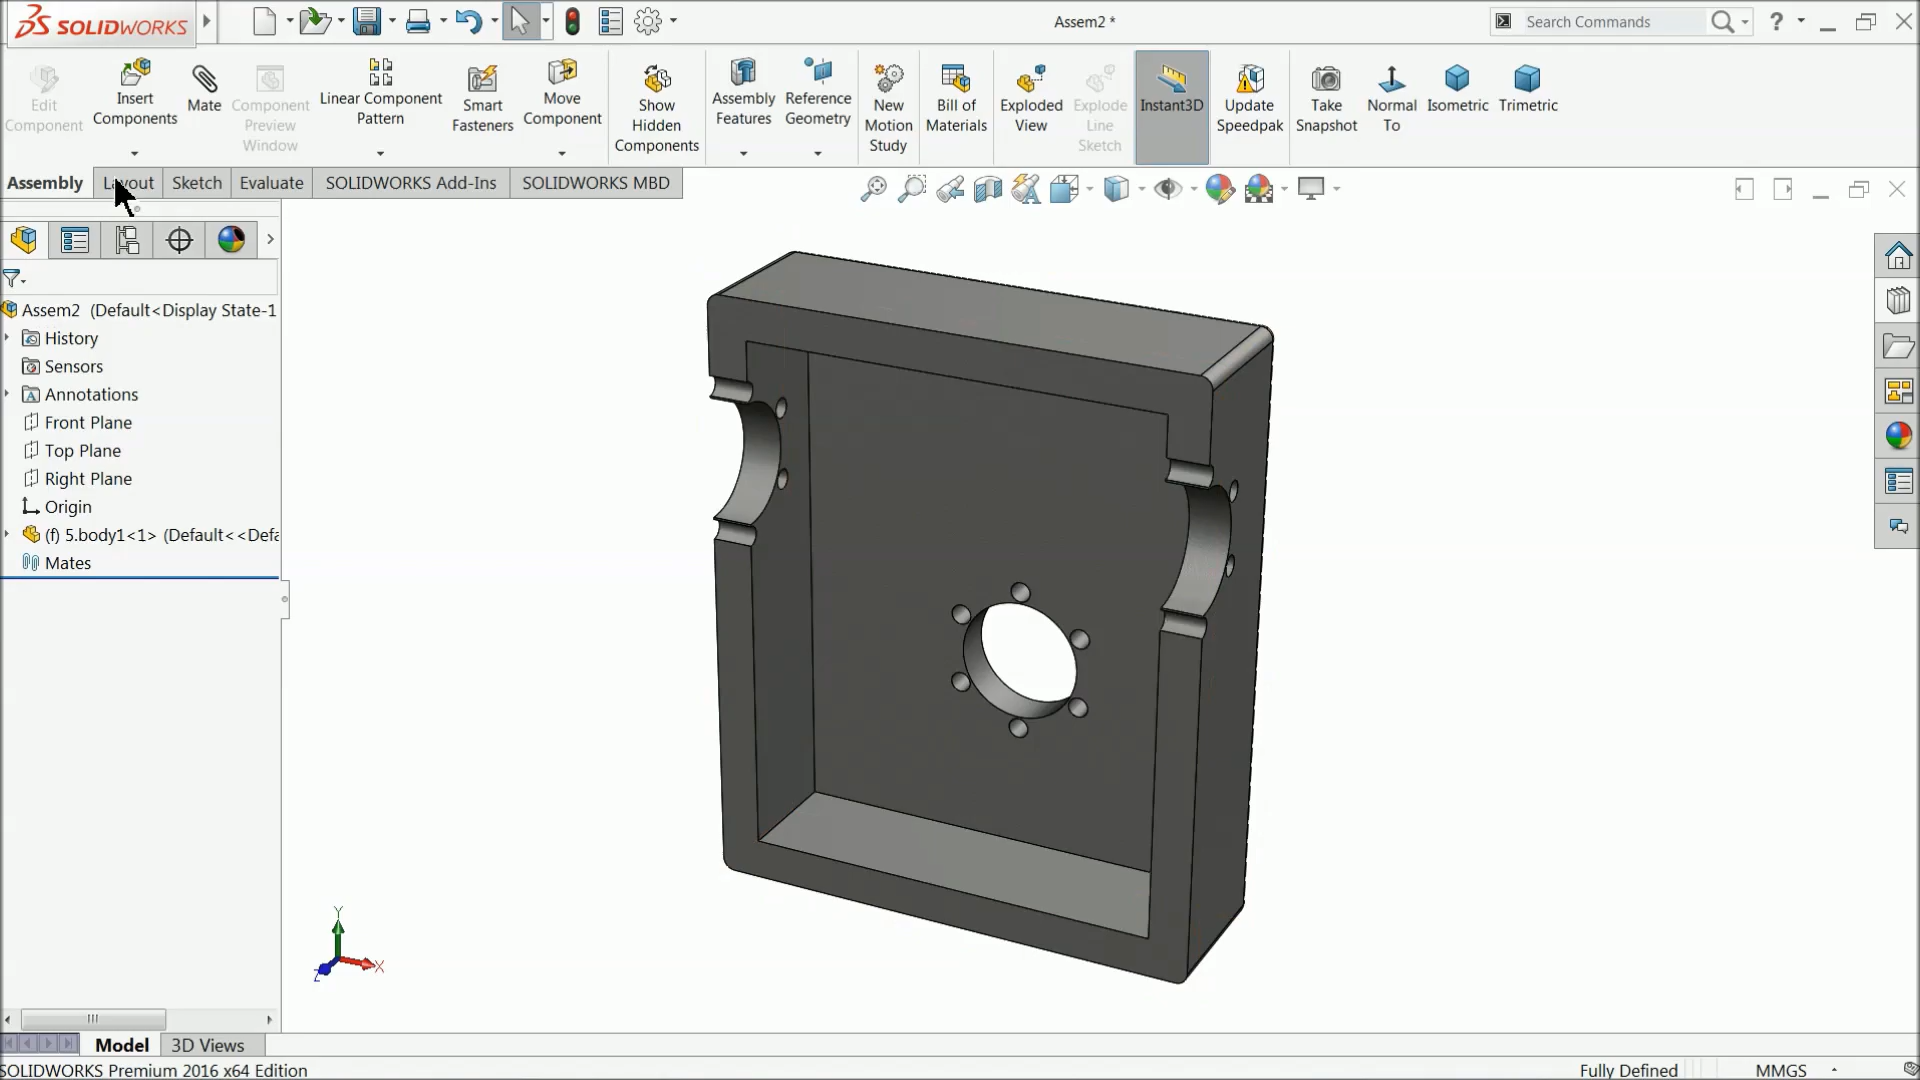 SOLIDWORKS
Assem2 *
Search Commands
Edit Component
Insert Components
Mate
Component Preview Window
Linear Component Pattern
Smart Fasteners
Move Component
Show Hidden Components
Assembly Features
Reference Geometry
New Motion Study
Bill of Materials
Exploded View
Explode Line Sketch
Instant3D
Update Speedpak
Take Snapshot
Normal To
Isometric
Trimetric
Assembly
Layout
Sketch
Evaluate
SOLIDWORKS Add-Ins
SOLIDWORKS MBD
Assem2 (Default<Display State-1
History
Sensors
Annotations
Front Plane
Top Plane
Right Plane
Origin
(f) 5.body1<1> (Default<<Defa
Mates
Y
X
Z
Model
3D Views
SOLIDWORKS Premium 2016 x64 Edition
Fully Defined
MMGS